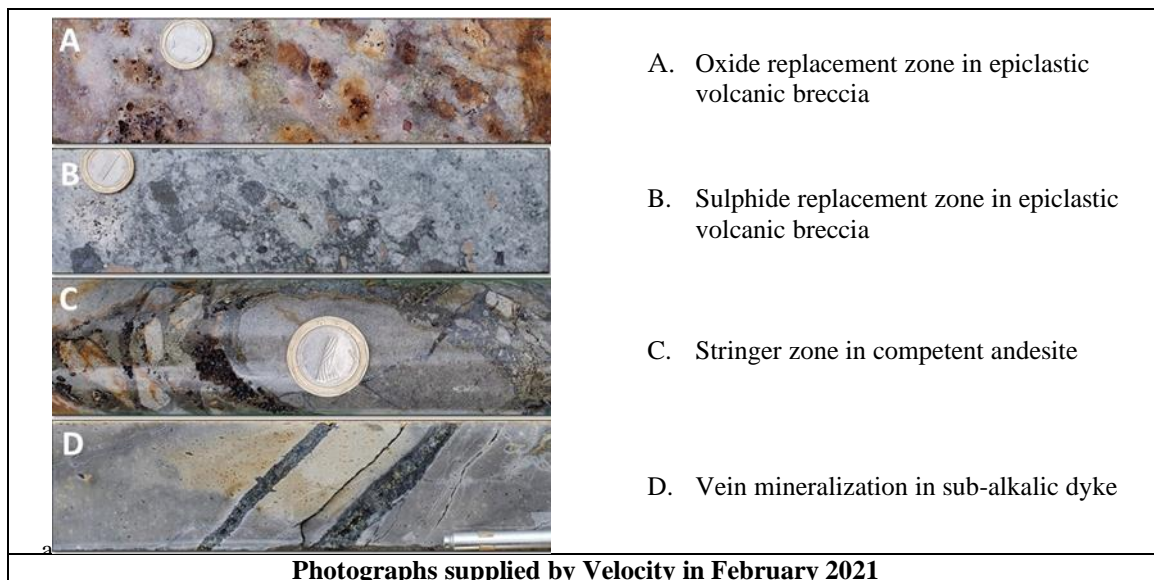 A
A. Oxide replacement zone in epiclastic
volcanic breccia
B
B. Sulphide replacement zone in epiclastic
volcanic breccia
C
C. Stringer zone in competent andesite
D
D. Vein mineralization in sub-alkalic dyke
a
Photographs supplied by Velocity in February 2021